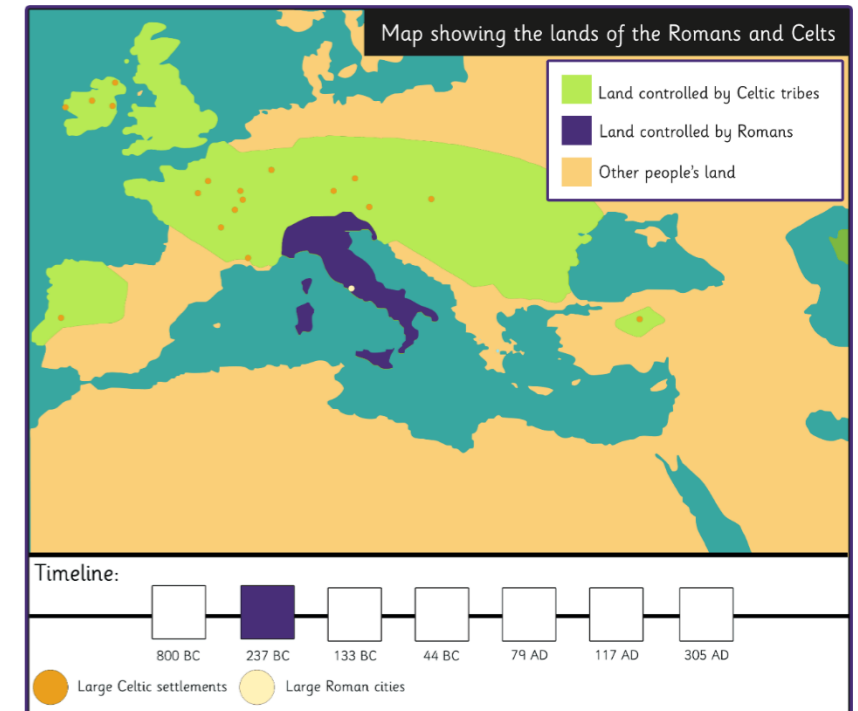 Map showing the lands of the Romans and Celts
Land controlled by Celtic tribes
Land controlled by Romans
Other people's land
Timeline:
800 BC 237 BC 133 BC 44 BC 79 AD 117 AD 305 AD
Large Celtic settlements Large Roman cities